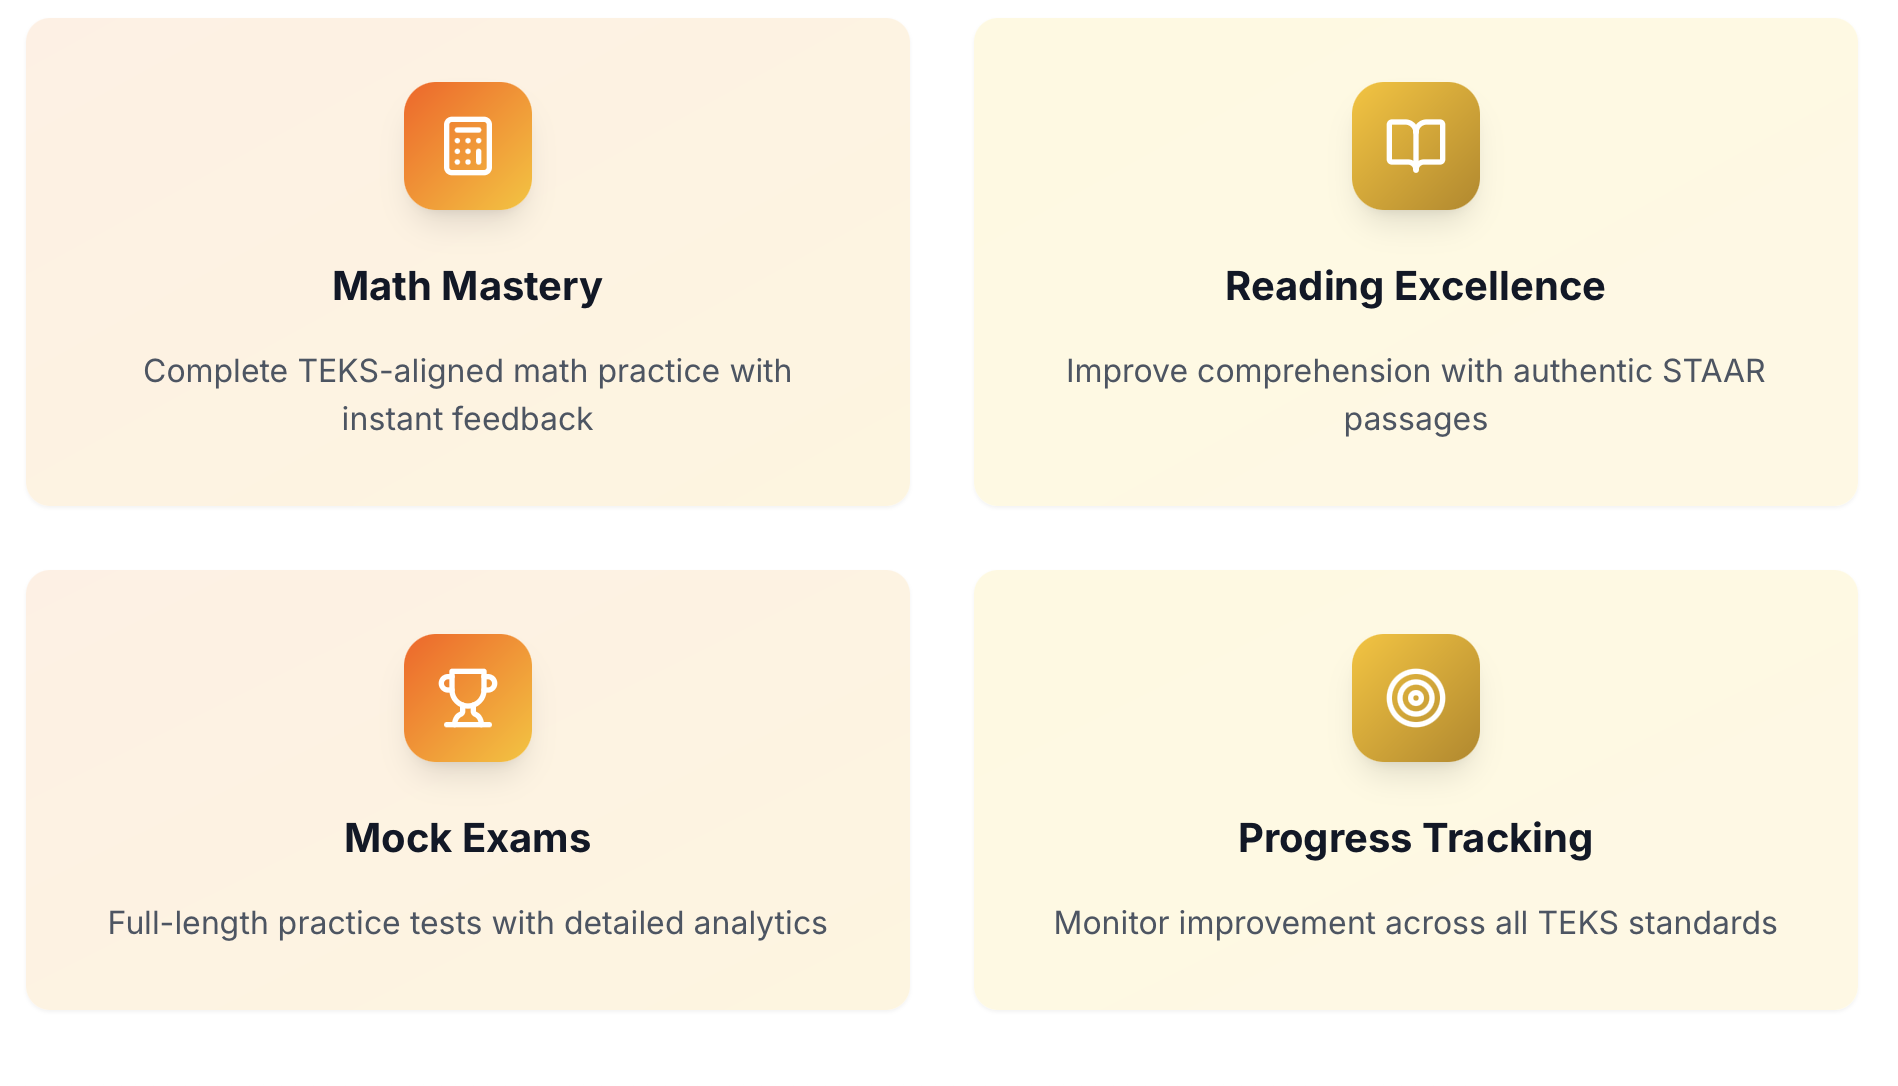 Math Mastery
Complete TEKS-aligned math practice with
instant feedback
Reading Excellence
Improve comprehension with authentic STAAR
passages
Mock Exams
Full-length practice tests with detailed analytics
Progress Tracking
Monitor improvement across all TEKS standards